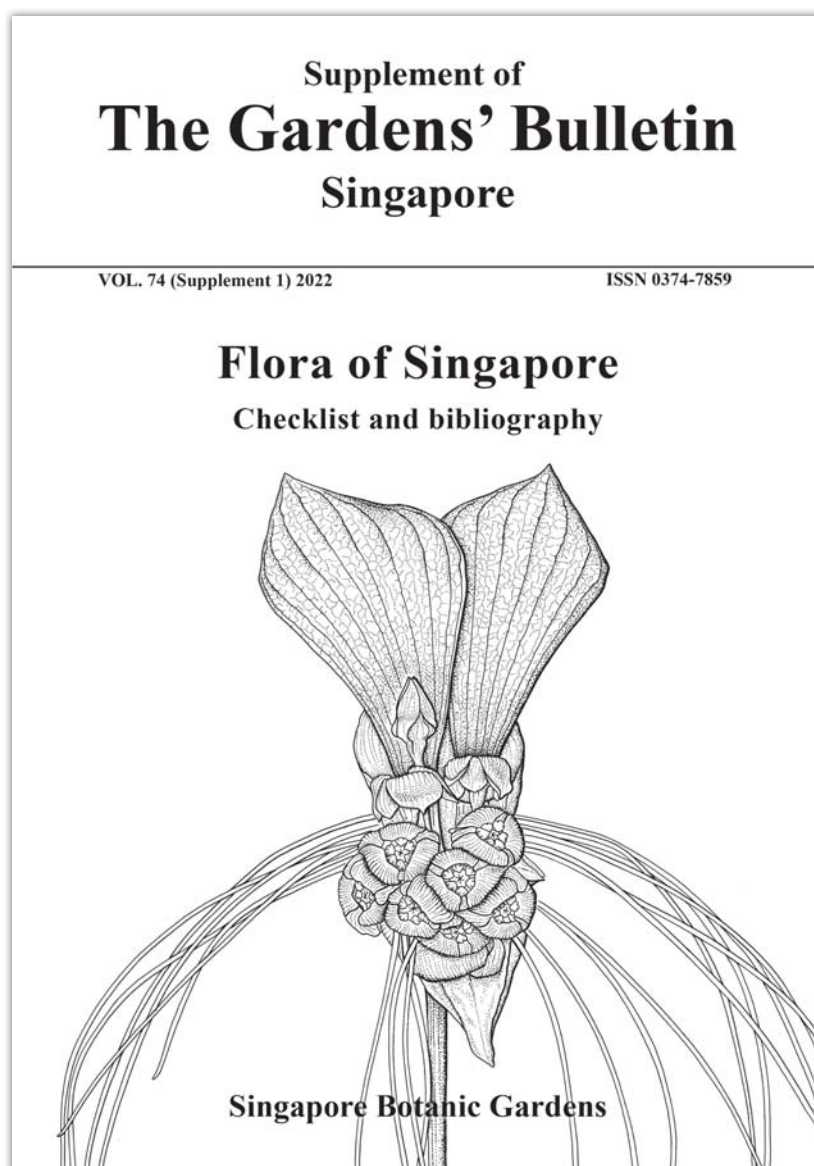 Supplement of
The Gardens’ Bulletin
Singapore
VOL. 74 (Supplement 1) 2022 ISSN 0374-7859
Flora of Singapore
Checklist and bibliography
Singapore Botanic Gardens